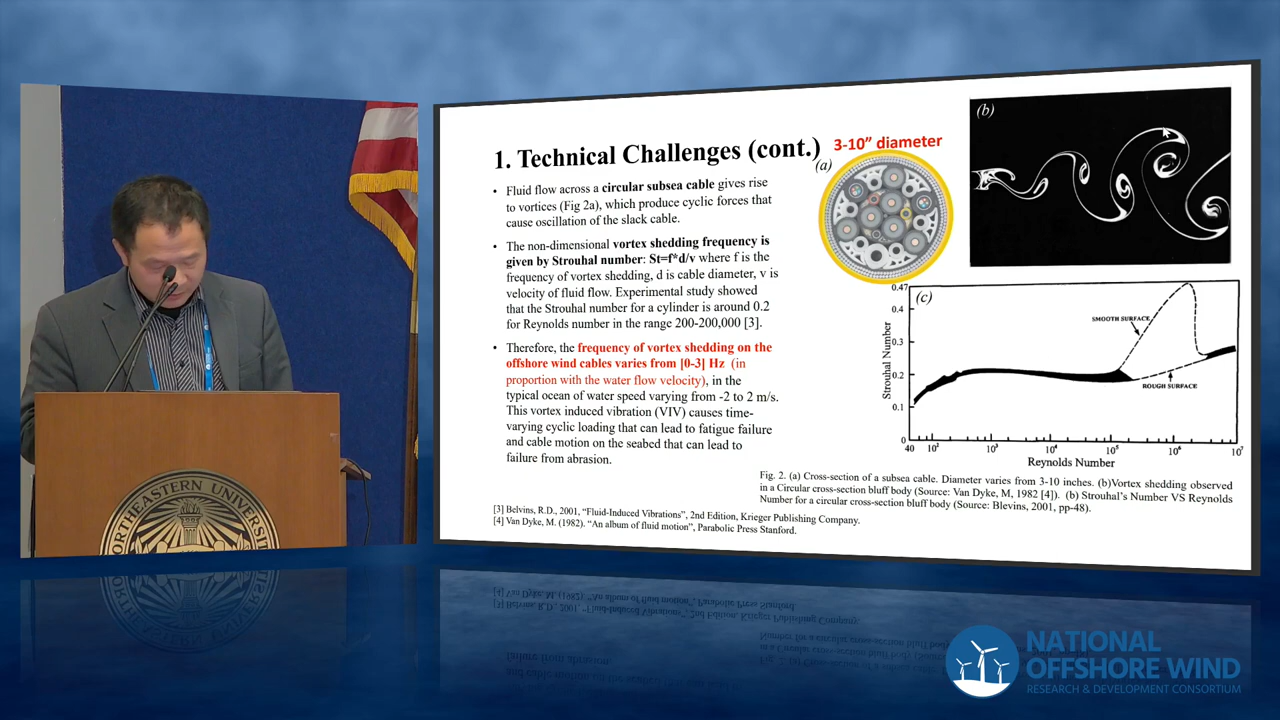 1. Technical Challenges (cont.)
• Fluid flow across a circular subsea cable gives rise
to vortices (Fig 2a), which produce cyclic forces that
cause oscillation of the slack cable.
• The non-dimensional vortex shedding frequency is
given by Strouhal number: St=f*d/v where f is the
frequency of vortex shedding, d is cable diameter, v is
velocity of fluid flow. Experimental study showed
that the Strouhal number for a cylinder is around 0.2
for Reynolds number in the range 200-200,000 [3].
• Therefore, the frequency of vortex shedding on the
offshore wind cables varies from [0-3] Hz (in
proportion with the water flow velocity), in the
typical ocean of water speed varying from -2 to 2 m/s.
This vortex induced vibration (VIV) causes time-
varying cyclic loading that can lead to fatigue failure
and cable motion on the seabed that can lead to
failure from abrasion.
3-10” diameter
(a)
(b)
(c)
0.47
0.4
0.3
0.2
0.1
0
Strouhal Number
SMOOTH SURFACE
ROUGH SURFACE
40 10² 10³ 10⁴ 10⁵ 10⁶ 10⁷
Reynolds Number
Fig. 2. (a) Cross-section of a subsea cable. Diameter varies from 3-10 inches. (b)Vortex shedding observed
in a Circular cross-section bluff body (Source: Van Dyke, M, 1982 [4]). (b) Strouhal's Number VS Reynolds
Number for a circular cross-section bluff body (Source: Blevins, 2001, pp-48).
[3] Belvins, R.D., 2001, “Fluid-Induced Vibrations”, 2nd Edition, Krieger Publishing Company.
[4] Van Dyke, M. (1982). “An album of fluid motion”, Parabolic Press Stanford.
NORTHEASTERN UNIVERSITY
NATIONAL
OFFSHORE WIND
RESEARCH & DEVELOPMENT CONSORTIUM